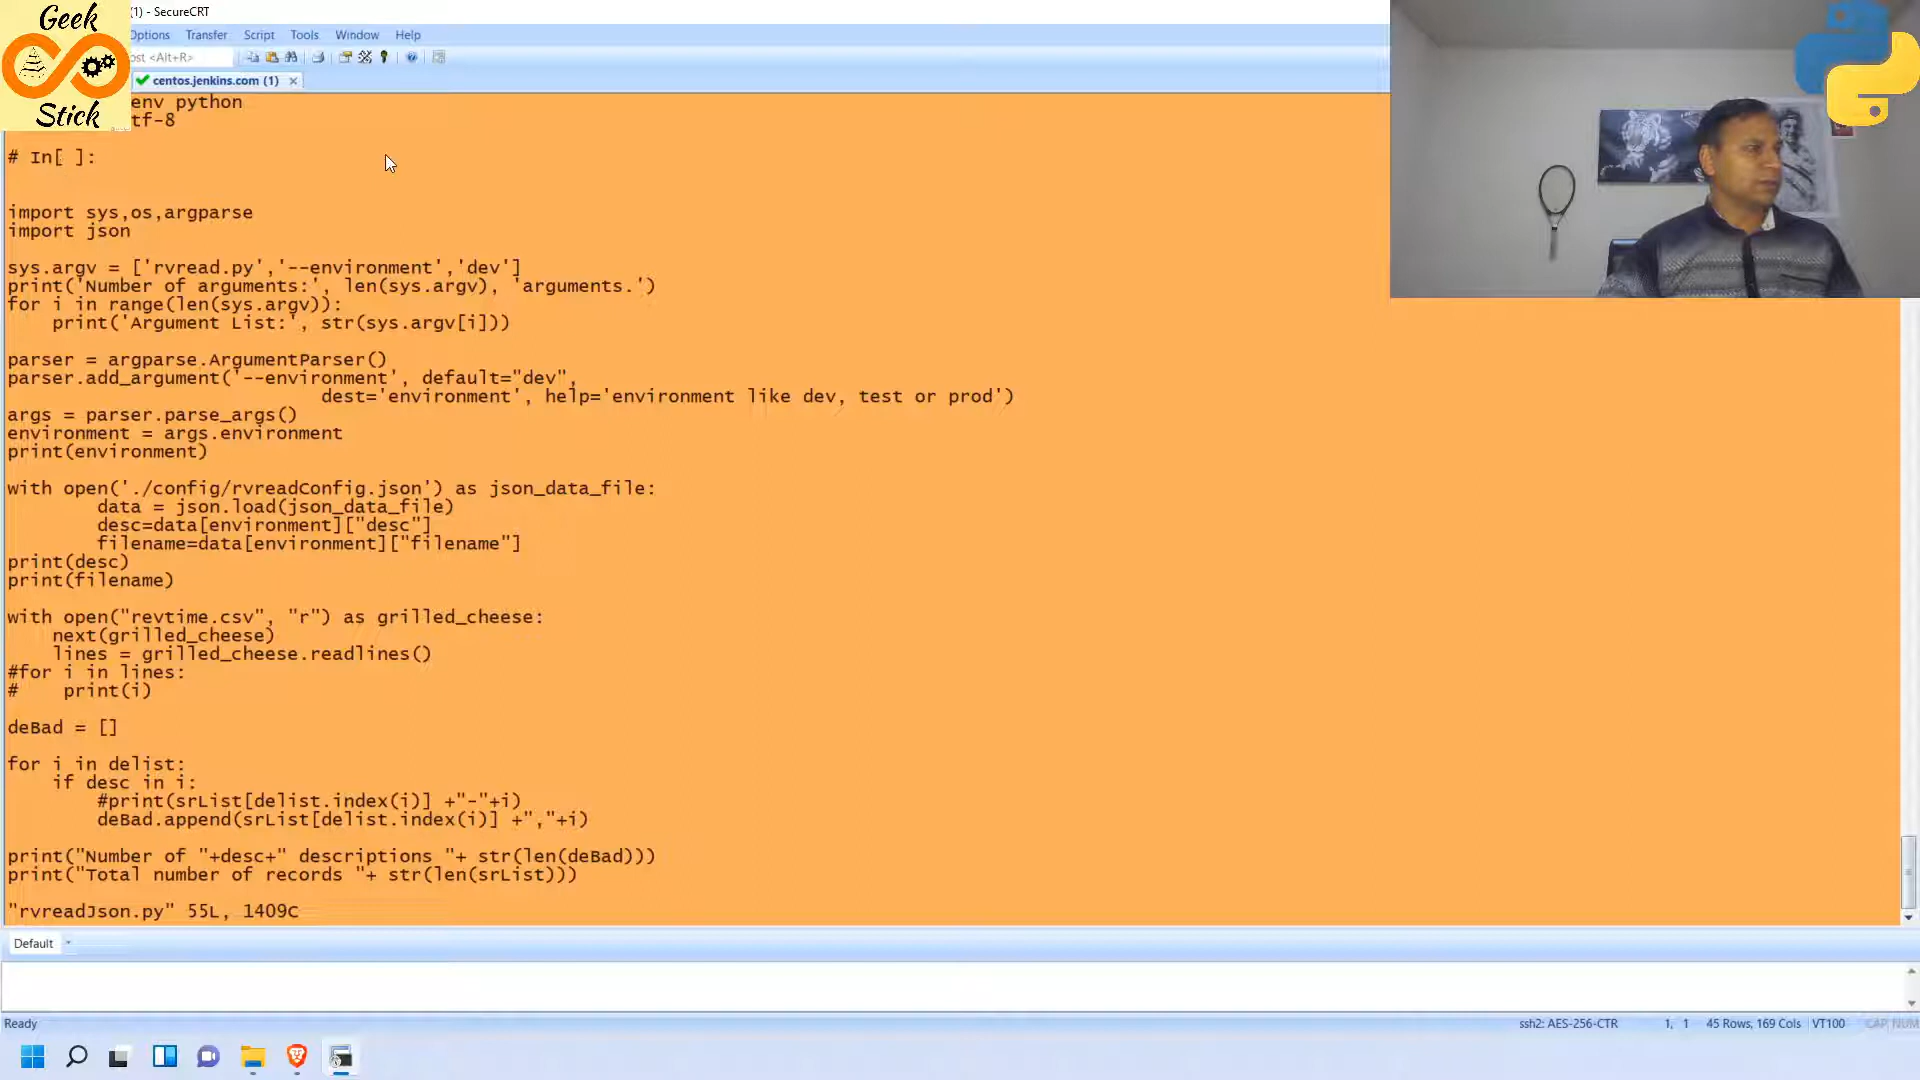 Geek
Stick
(1) - SecureCRT
Options Transfer Script Tools Window Help
ost <Alt+R>
centos.jenkins.com (1)
env python
tf-8
# In[ ]:
import sys,os,argparse
import json
sys.argv = ['rvread.py','--environment','dev']
print('Number of arguments:', len(sys.argv), 'arguments.')
for i in range(len(sys.argv)):
    print('Argument List:', str(sys.argv[i]))
parser = argparse.ArgumentParser()
parser.add_argument('--environment', default="dev",
                            dest='environment', help='environment like dev, test or prod')
args = parser.parse_args()
environment = args.environment
print(environment)
with open('./config/rvreadConfig.json') as json_data_file:
        data = json.load(json_data_file)
        desc=data[environment]["desc"]
        filename=data[environment]["filename"]
print(desc)
print(filename)
with open("revtime.csv", "r") as grilled_cheese:
    next(grilled_cheese)
    lines = grilled_cheese.readlines()
#for i in lines:
#    print(i)
deBad = []
for i in delist:
    if desc in i:
        #print(srList[delist.index(i)] +"-"+i)
        deBad.append(srList[delist.index(i)] +","+i)
print("Number of "+desc+" descriptions "+ str(len(deBad)))
print("Total number of records "+ str(len(srList)))
"rvreadJson.py" 55L, 1409C
Default
Ready
ssh2: AES-256-CTR 1, 1 45 Rows, 169 Cols VT100 CAP NUM